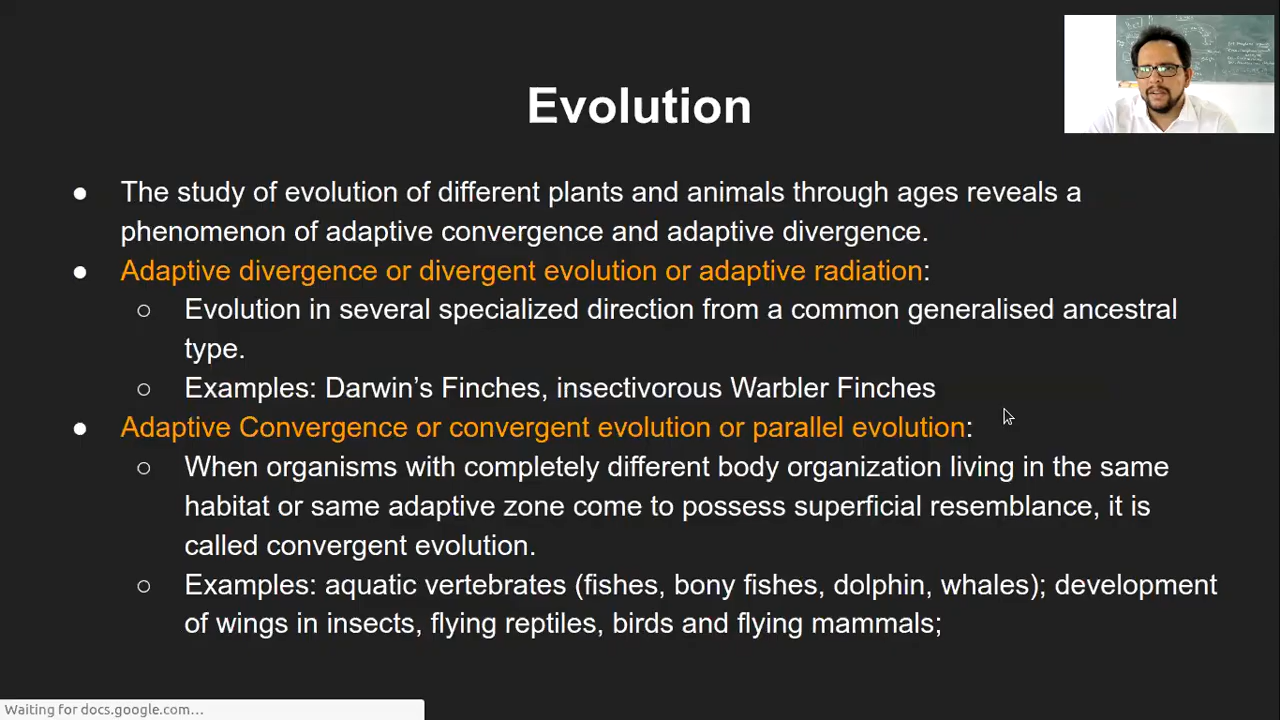 Evolution
● The study of evolution of different plants and animals through ages reveals a
phenomenon of adaptive convergence and adaptive divergence.
● Adaptive divergence or divergent evolution or adaptive radiation:
○ Evolution in several specialized direction from a common generalised ancestral
type.
○ Examples: Darwin’s Finches, insectivorous Warbler Finches
● Adaptive Convergence or convergent evolution or parallel evolution:
○ When organisms with completely different body organization living in the same
habitat or same adaptive zone come to possess superficial resemblance, it is
called convergent evolution.
○ Examples: aquatic vertebrates (fishes, bony fishes, dolphin, whales); development
of wings in insects, flying reptiles, birds and flying mammals;
Waiting for docs.google.com…